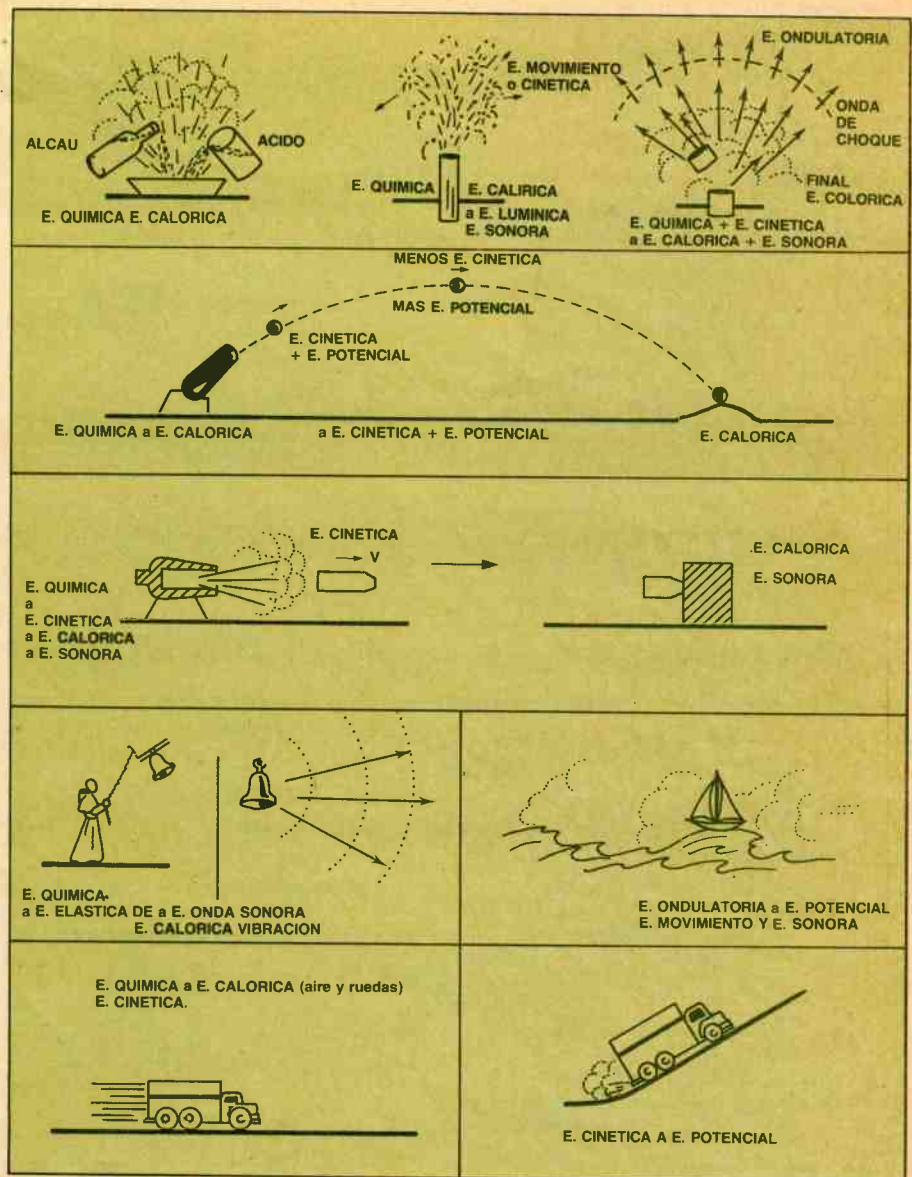 ALCAU
ACIDO
E. QUIMICA E. CALORICA
E. MOVIMIENTO
o CINETICA
E. QUIMICA
E. CALIRICA
a E. LUMINICA
E. SONORA
E. ONDULATORIA
ONDA
DE
CHOQUE
FINAL
E. COLORICA
E. QUIMICA + E. CINETICA
a E. CALORICA + E. SONORA
MENOS E. CINETICA
MAS E. POTENCIAL
E. CINETICA
+ E. POTENCIAL
E. QUIMICA a E. CALORICA
a E. CINETICA + E. POTENCIAL
E. CALORICA
E. CINETICA
V
E. QUIMICA
a
E. CINETICA
a E. CALORICA
a E. SONORA
.E. CALORICA
E. SONORA
E. QUIMICA
a E. ELASTICA DE a E. ONDA SONORA
E. CALORICA VIBRACION
E. ONDULATORIA a E. POTENCIAL
E. MOVIMIENTO Y E. SONORA
E. QUIMICA a E. CALORICA (aire y ruedas)
E. CINETICA.
E. CINETICA A E. POTENCIAL